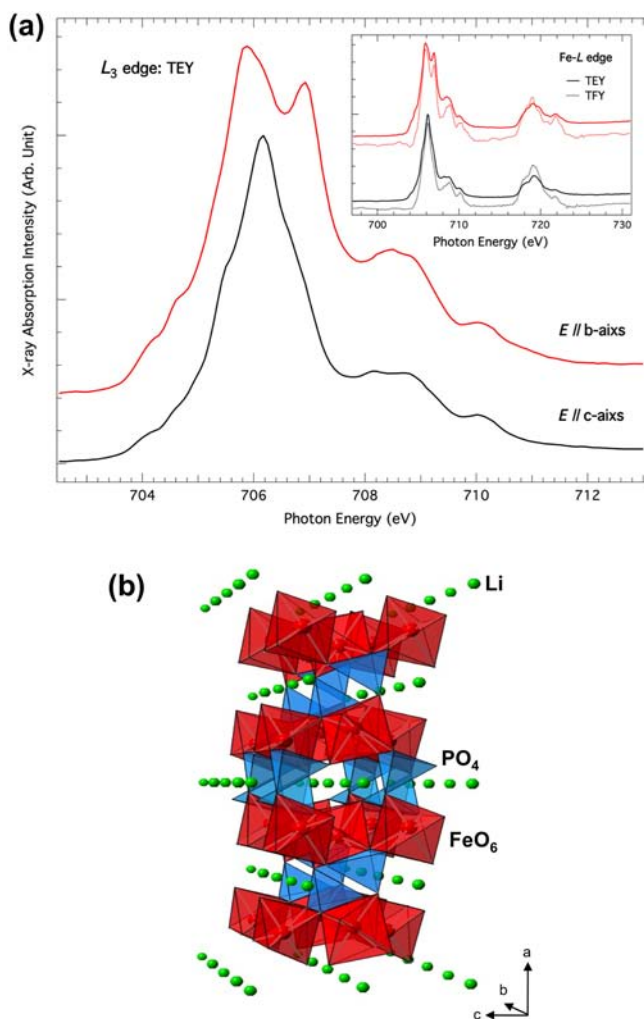 (a)
L3 edge: TEY
Fe-L edge
TEY
TFY
700 710 720 730
Photon Energy (eV)
X-ray Absorption Intensity (Arb. Unit)
E // b-aixs
E // c-aixs
704 706 708 710 712
Photon Energy (eV)
(b)
Li
PO4
FeO6
a
b
c